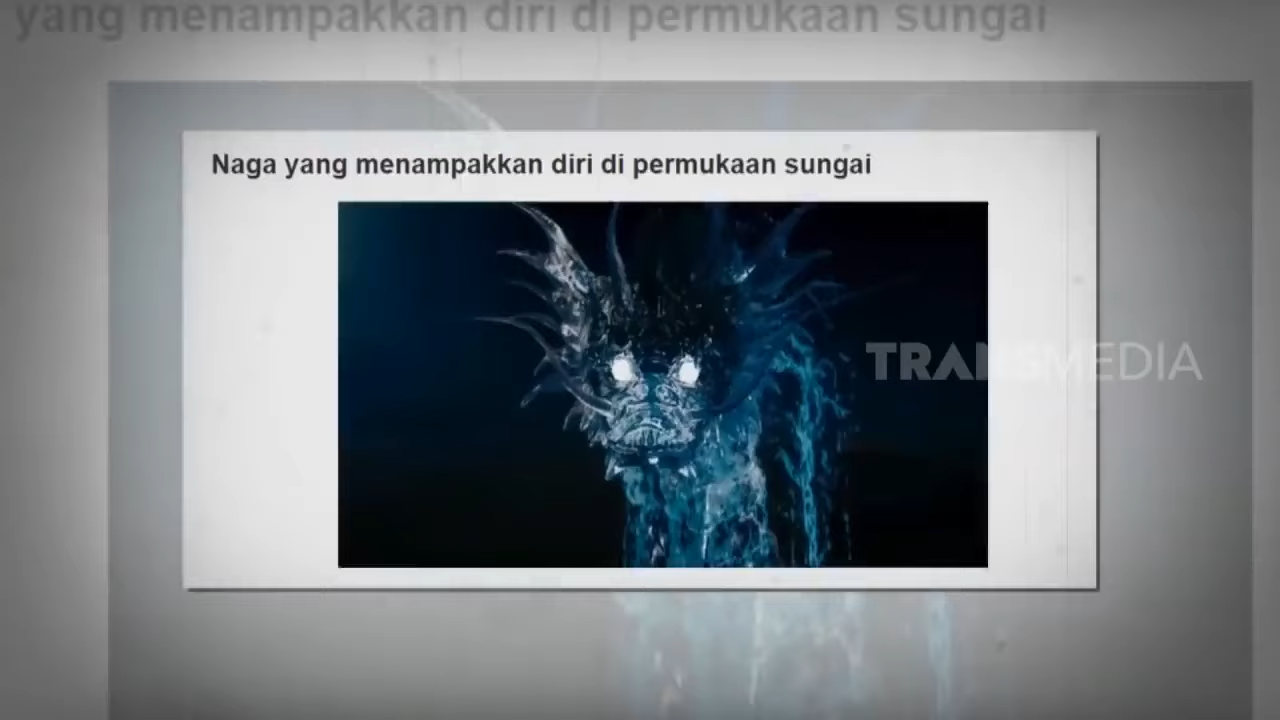 yang menampakkan diri di permukaan sungai
Naga yang menampakkan diri di permukaan sungai
TRANSMEDIA